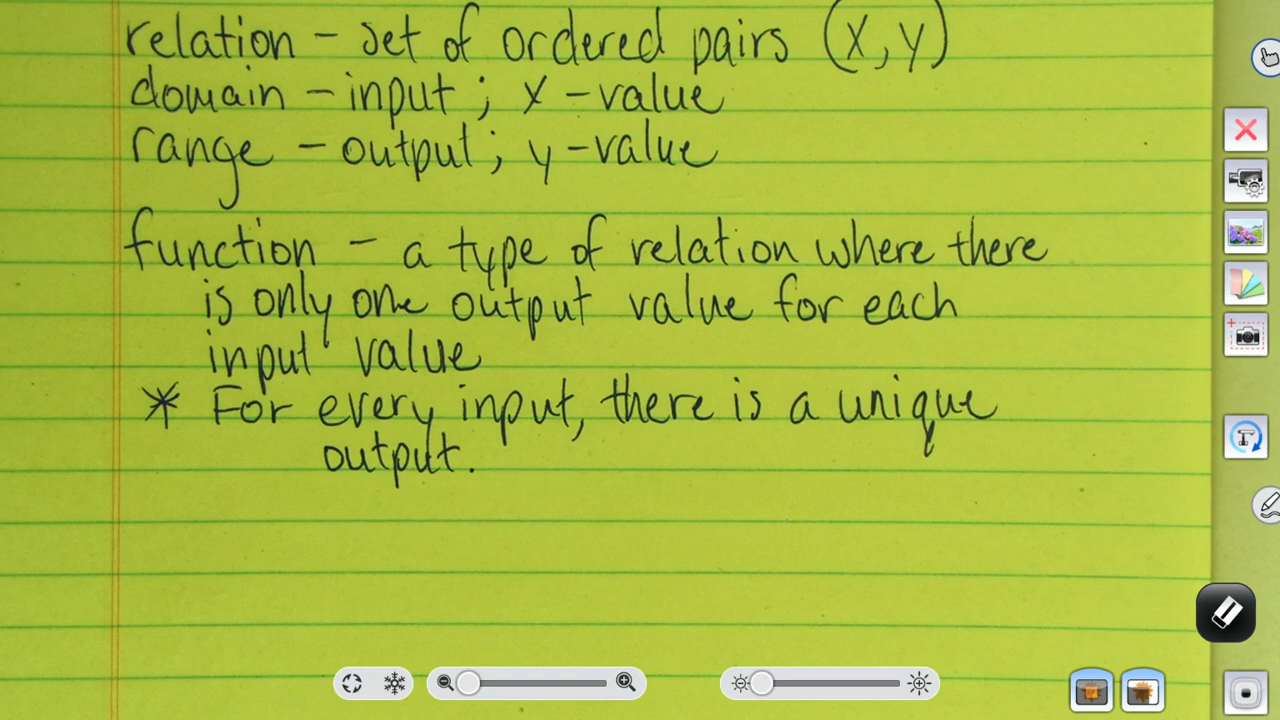 relation - set of ordered pairs (x,y)
domain - input; x-value
range - output; y-value
function - a type of relation where there
is only one output value for each
input value
* For every input, there is a unique
output.